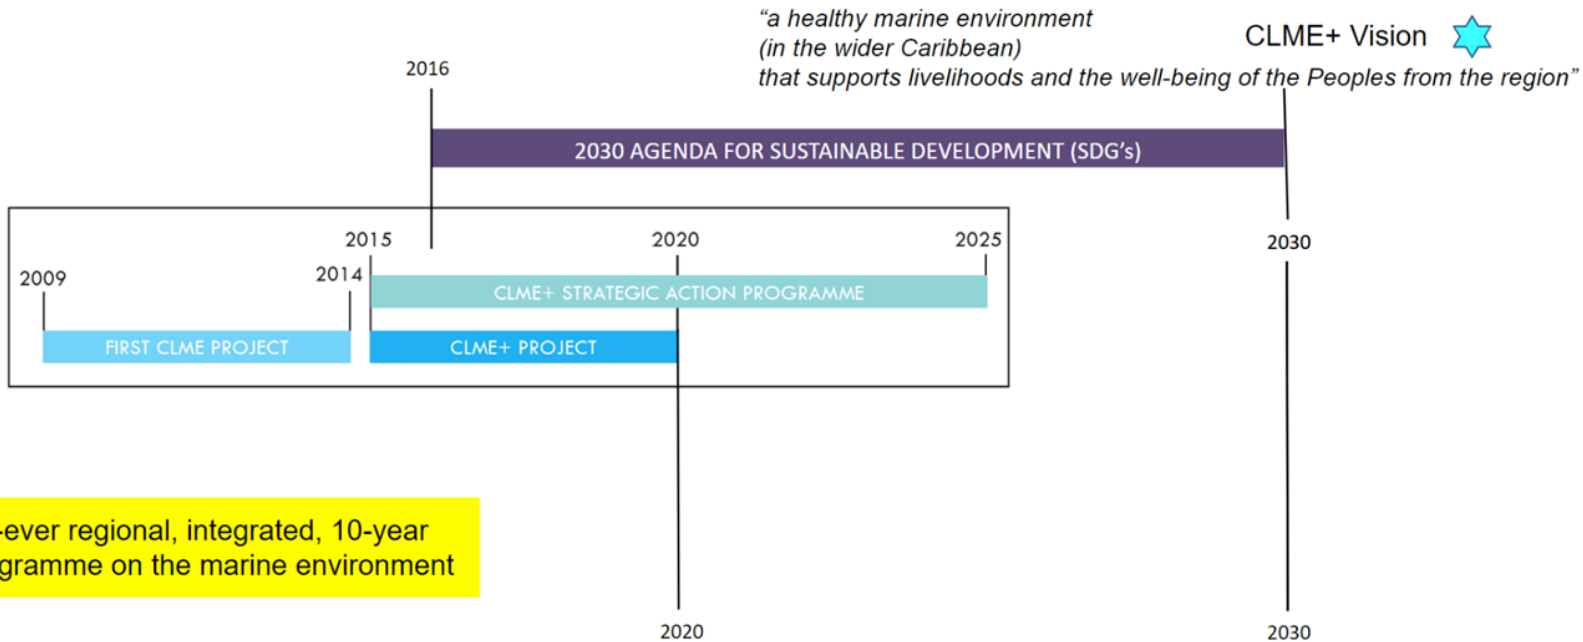 “a healthy marine environment
(in the wider Caribbean)
that supports livelihoods and the well-being of the Peoples from the region”
CLME+ Vision
2016
2030 AGENDA FOR SUSTAINABLE DEVELOPMENT (SDG’s)
2015
2020
2025
2030
2009
2014
CLME+ STRATEGIC ACTION PROGRAMME
FIRST CLME PROJECT
CLME+ PROJECT
-ever regional, integrated, 10-year
gramme on the marine environment
2020
2030